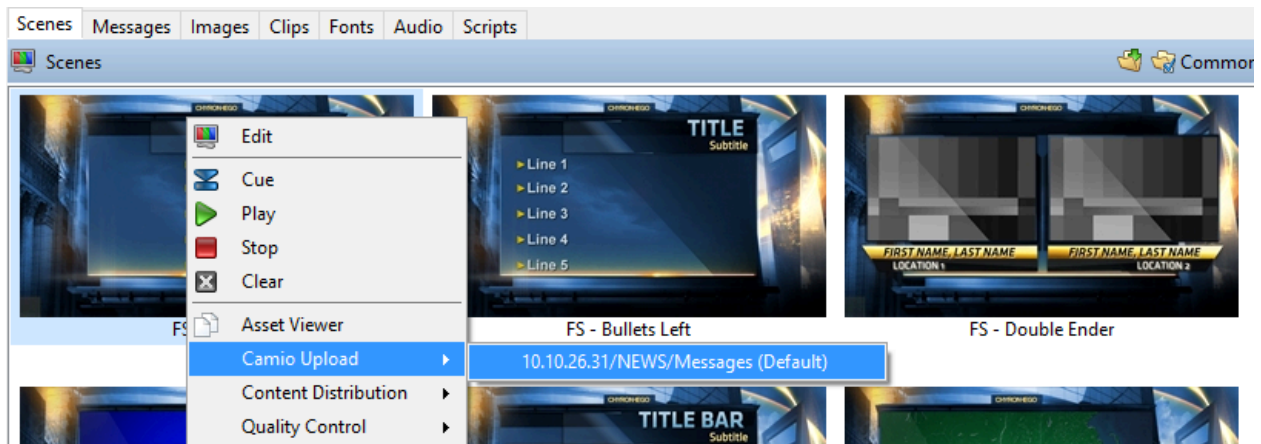 Scenes Messages Images Clips Fonts Audio Scripts
Scenes
Common
CHYRONHEGO
CHYRONHEGO
CHYRONHEGO
Edit
Cue
Play
Stop
Clear
Asset Viewer
Camio Upload
Content Distribution
Quality Control
10.10.26.31/NEWS/Messages (Default)
TITLE
Subtitle
Line 1
Line 2
Line 3
Line 4
Line 5
FIRST NAME, LAST NAME
LOCATION 1
FIRST NAME, LAST NAME
LOCATION 2
FS
FS - Bullets Left
FS - Double Ender
CHYRONHEGO
CHYRONHEGO
TITLE BAR
Subtitle